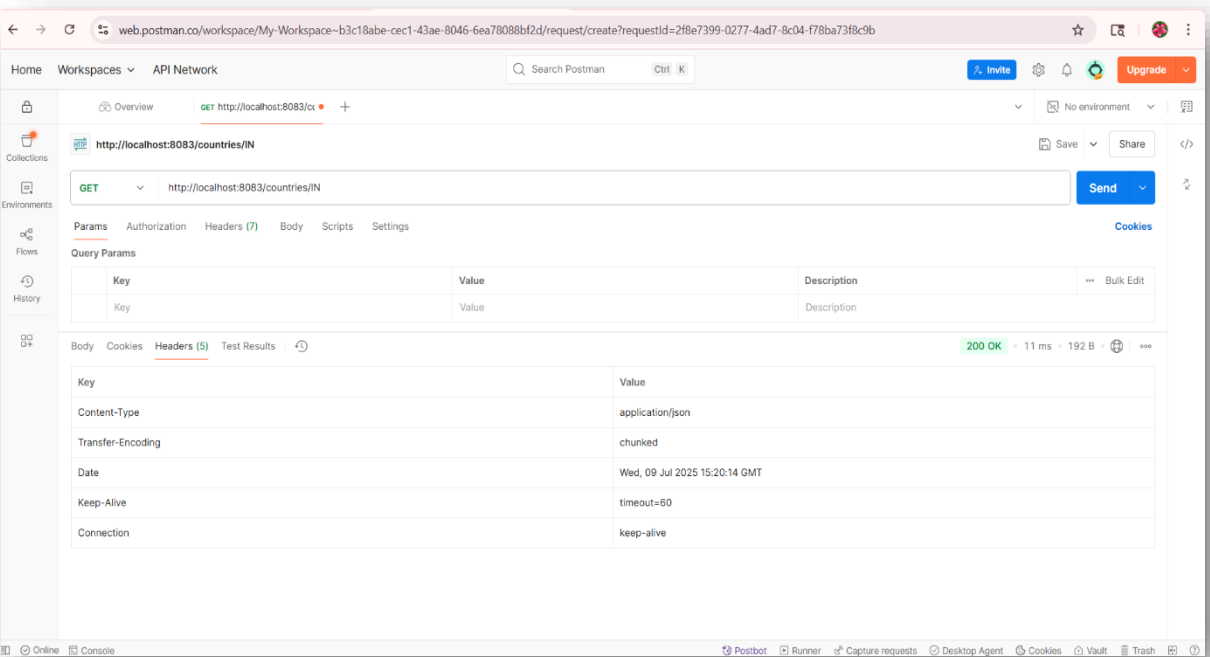 web.postman.co/workspace/My-Workspace~b3c18abe-cec1-43ae-8046-6ea78088bf2d/request/create?requestId=2f8e7399-0277-4ad7-8c04-f78ba73f8c9b
Home Workspaces API Network Search Postman Ctrl K Invite Upgrade
Overview GET http://localhost:8083/cc No environment
Collections
Environments
Flows
History
HTTP http://localhost:8083/countries/IN Save Share
GET http://localhost:8083/countries/IN Send
Params Authorization Headers (7) Body Scripts Settings Cookies
Query Params
Key Value Description Bulk Edit
Key Value Description
Body Cookies Headers (5) Test Results 200 OK 11 ms 192 B
Key Value
Content-Type application/json
Transfer-Encoding chunked
Date Wed, 09 Jul 2025 15:20:14 GMT
Keep-Alive timeout=60
Connection keep-alive
Online Console Postbot Runner Capture requests Desktop Agent Cookies Vault Trash